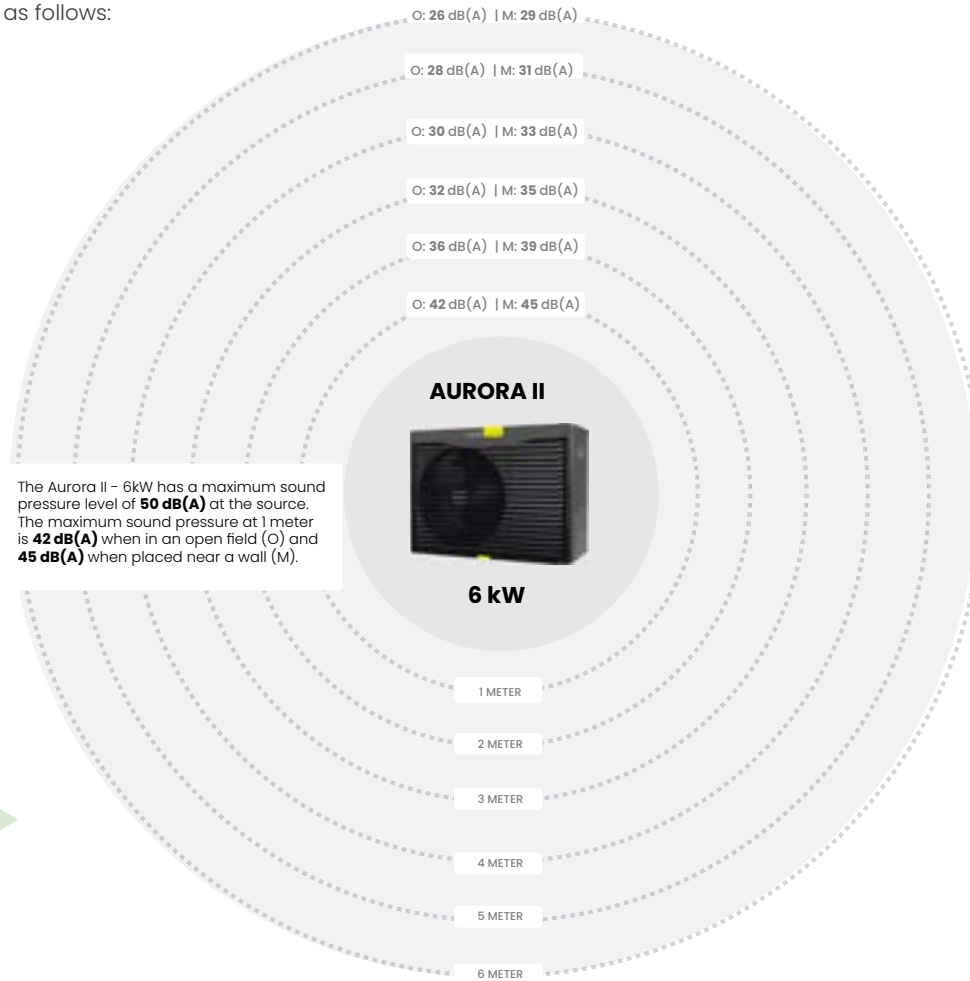 as follows:
O: 26 dB(A) | M: 29 dB(A)
O: 28 dB(A) | M: 31 dB(A)
O: 30 dB(A) | M: 33 dB(A)
O: 32 dB(A) | M: 35 dB(A)
O: 36 dB(A) | M: 39 dB(A)
O: 42 dB(A) | M: 45 dB(A)
AURORA II
The Aurora II - 6kW has a maximum sound
pressure level of 50 dB(A) at the source.
The maximum sound pressure at 1 meter
is 42 dB(A) when in an open field (O) and
45 dB(A) when placed near a wall (M).
6 kW
1 METER
2 METER
3 METER
4 METER
5 METER
6 METER